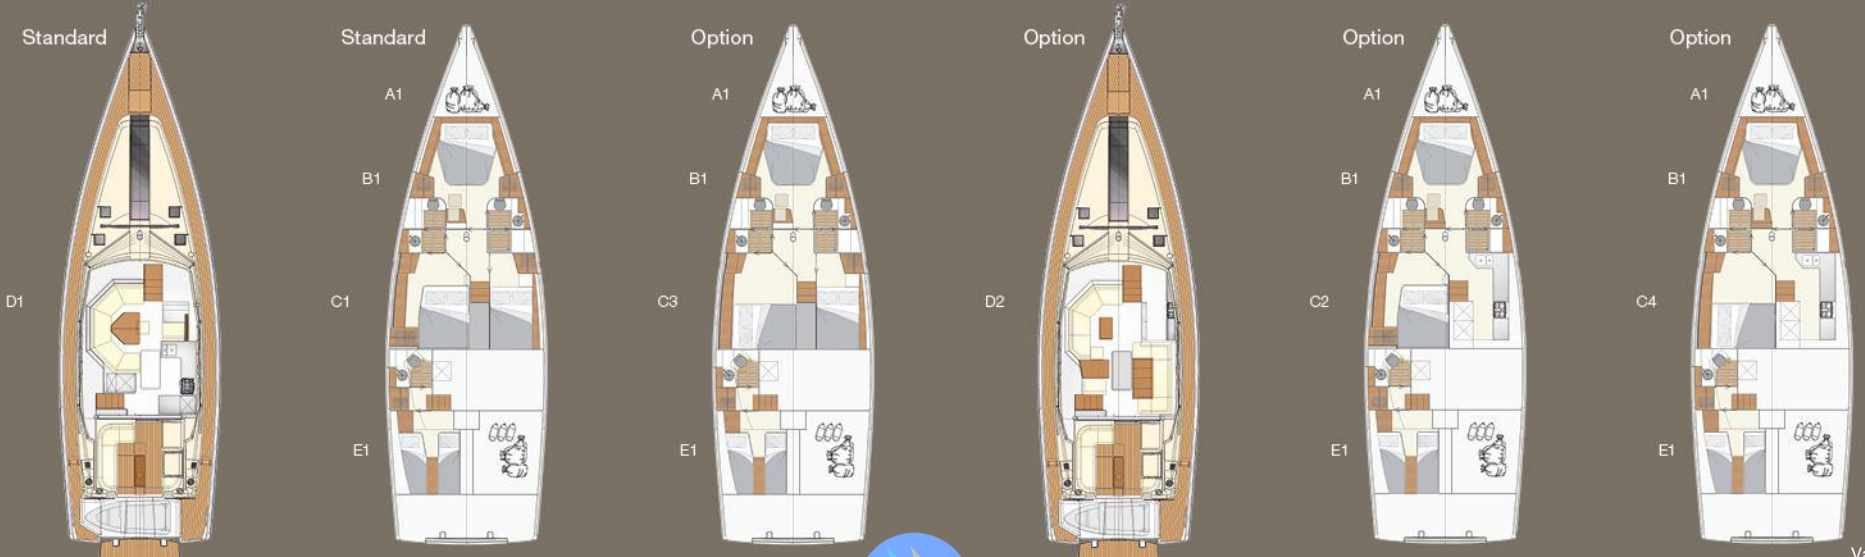 Standard
Standard
Option
Option
Option
Option
A1
A1
A1
A1
B1
B1
B1
B1
D1
C1
C3
D2
C2
C4
E1
E1
E1
E1